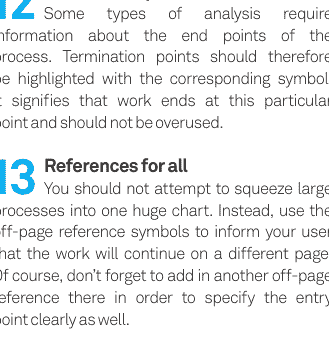 12
Some types of analysis require
information about the end points of the
process. Termination points should therefore
be highlighted with the corresponding symbol
it signifies that work ends at this particular
point and should not be overused.
13 References for all
You should not attempt to squeeze large
processes into one huge chart. Instead, use the
off-page reference symbols to inform your user
that the work will continue on a different page
Of course, don't forget to add in another off-page
reference there in order to specify the entry
point clearly as well.